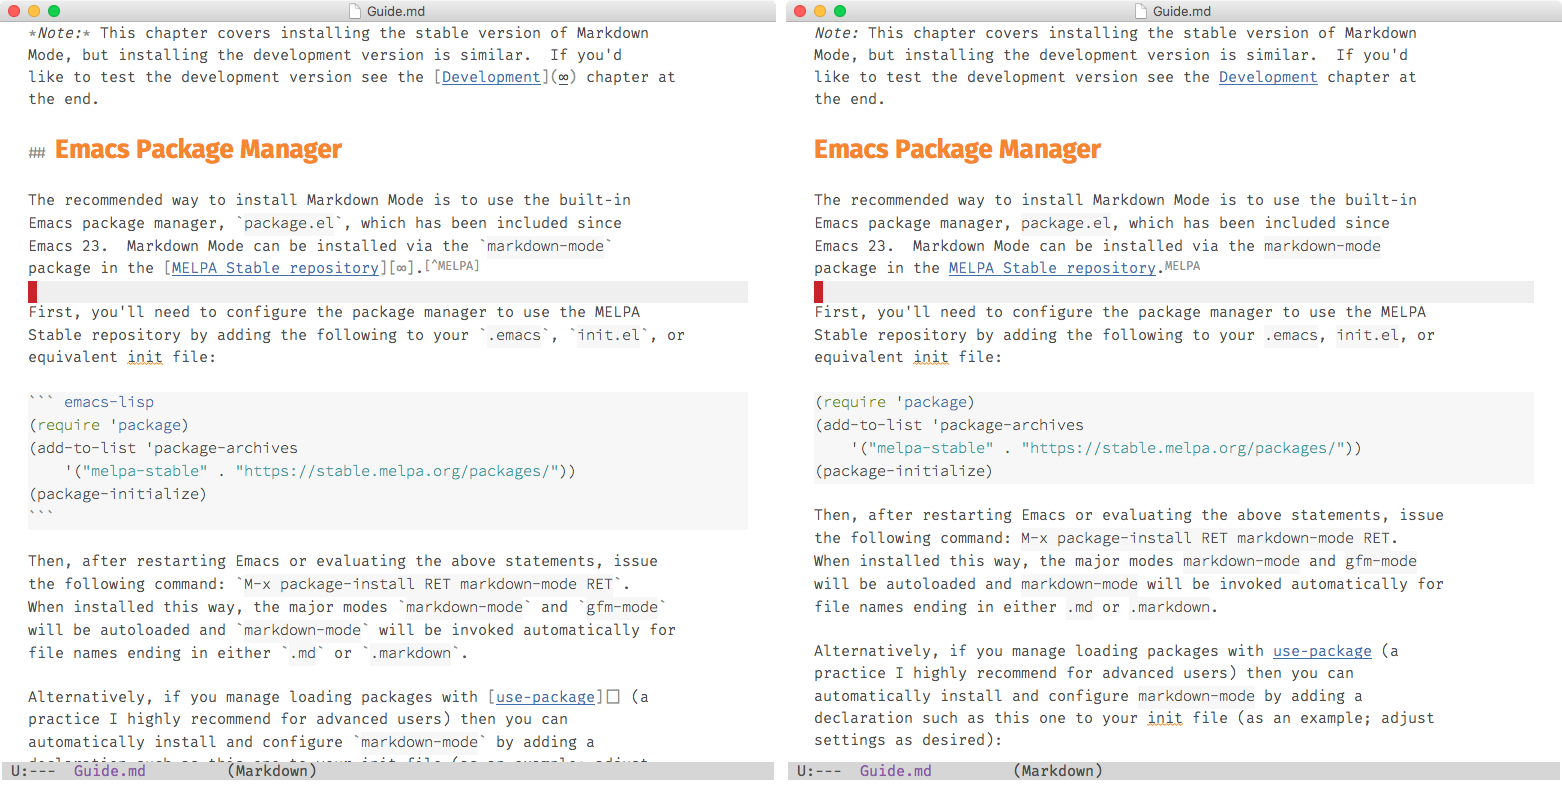 Guide.md
*Note:* This chapter covers installing the stable version of Markdown
Mode, but installing the development version is similar.  If you'd
like to test the development version see the [Development](∞) chapter at
the end.
## Emacs Package Manager
The recommended way to install Markdown Mode is to use the built-in
Emacs package manager, `package.el`, which has been included since
Emacs 23.  Markdown Mode can be installed via the `markdown-mode`
package in the [MELPA Stable repository][∞].[^MELPA]
First, you'll need to configure the package manager to use the MELPA
Stable repository by adding the following to your `.emacs`, `init.el`, or
equivalent init file:
``` emacs-lisp
(require 'package)
(add-to-list 'package-archives
    '("melpa-stable" . "https://stable.melpa.org/packages/"))
(package-initialize)
```
Then, after restarting Emacs or evaluating the above statements, issue
the following command: `M-x package-install RET markdown-mode RET`.
When installed this way, the major modes `markdown-mode` and `gfm-mode`
will be autoloaded and `markdown-mode` will be invoked automatically for
file names ending in either `.md` or `.markdown`.
Alternatively, if you manage loading packages with [use-package]□ (a
practice I highly recommend for advanced users) then you can
automatically install and configure `markdown-mode` by adding a
declaration such as this one to your init file (as an example; adjust
U:---  Guide.md         (Markdown)
Guide.md
Note: This chapter covers installing the stable version of Markdown
Mode, but installing the development version is similar.  If you'd
like to test the development version see the Development chapter at
the end.
Emacs Package Manager
The recommended way to install Markdown Mode is to use the built-in
Emacs package manager, package.el, which has been included since
Emacs 23.  Markdown Mode can be installed via the markdown-mode
package in the MELPA Stable repository.MELPA
First, you'll need to configure the package manager to use the MELPA
Stable repository by adding the following to your .emacs, init.el, or
equivalent init file:
(require 'package)
(add-to-list 'package-archives
    '("melpa-stable" . "https://stable.melpa.org/packages/"))
(package-initialize)
Then, after restarting Emacs or evaluating the above statements, issue
the following command: M-x package-install RET markdown-mode RET.
When installed this way, the major modes markdown-mode and gfm-mode
will be autoloaded and markdown-mode will be invoked automatically for
file names ending in either .md or .markdown.
Alternatively, if you manage loading packages with use-package (a
practice I highly recommend for advanced users) then you can
automatically install and configure markdown-mode by adding a
declaration such as this one to your init file (as an example; adjust
settings as desired):
U:---  Guide.md         (Markdown)